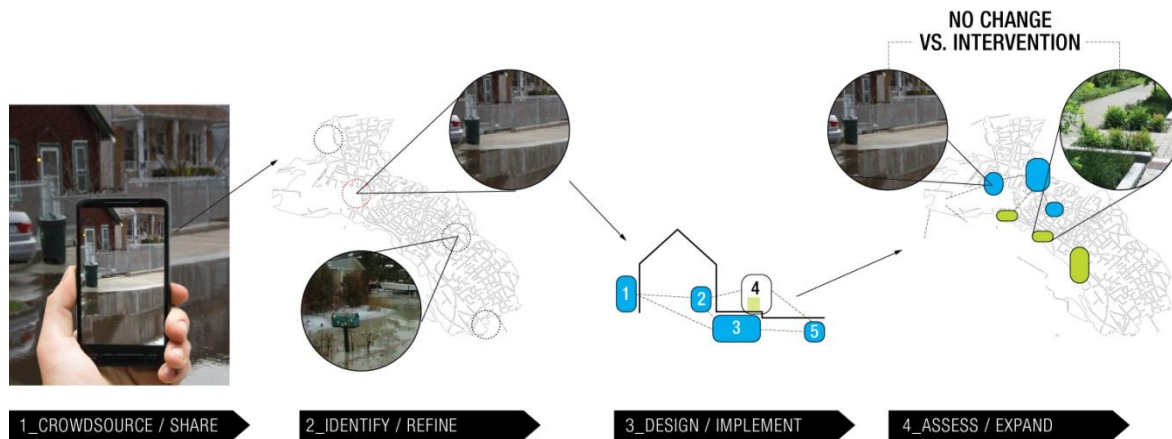 NO CHANGE
VS. INTERVENTION
1
2
3
4
5
1_CROWDSOURCE / SHARE
2_IDENTIFY / REFINE
3_DESIGN / IMPLEMENT
4_ASSESS / EXPAND